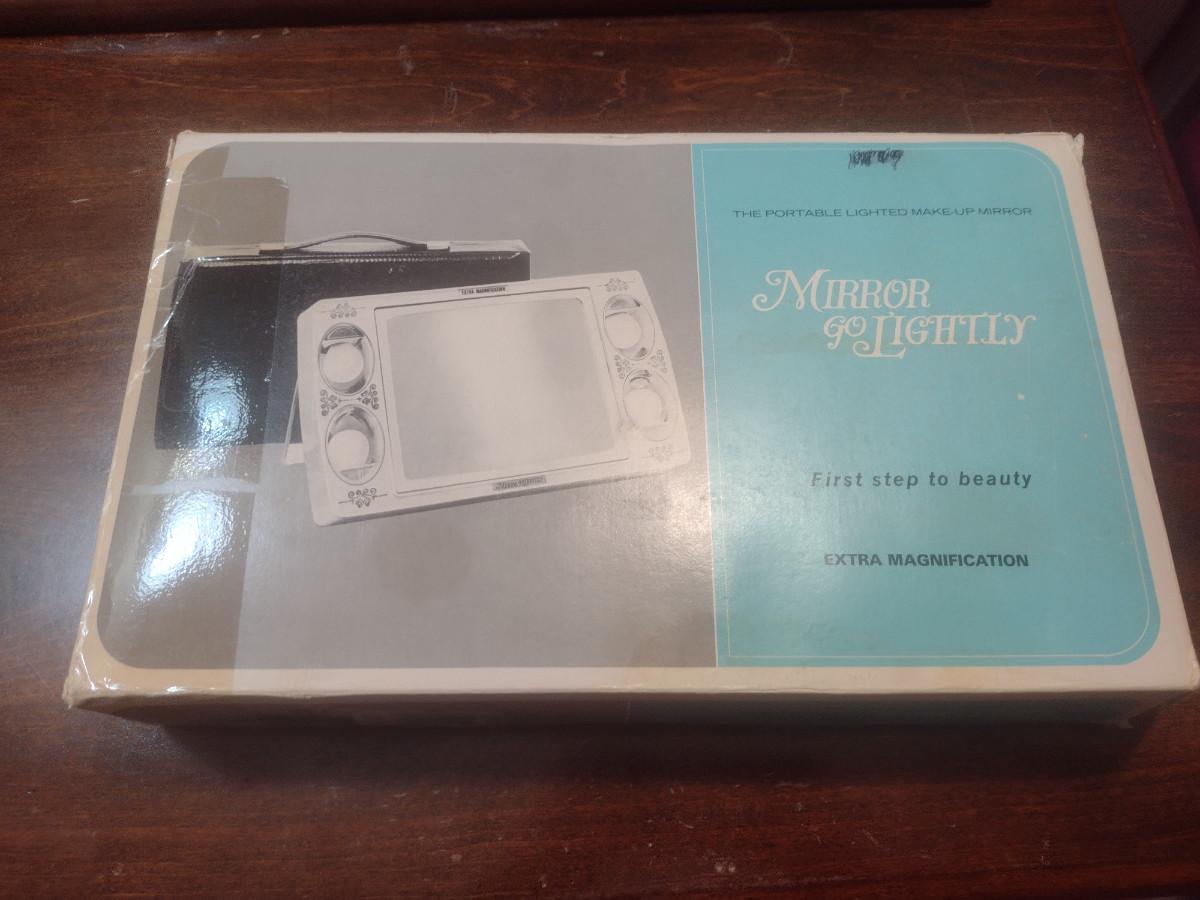 THE PORTABLE LIGHTED MAKE-UP MIRROR
MIRROR
GO LIGHTLY
First step to beauty
EXTRA MAGNIFICATION
EXTRA MAGNIFICATION